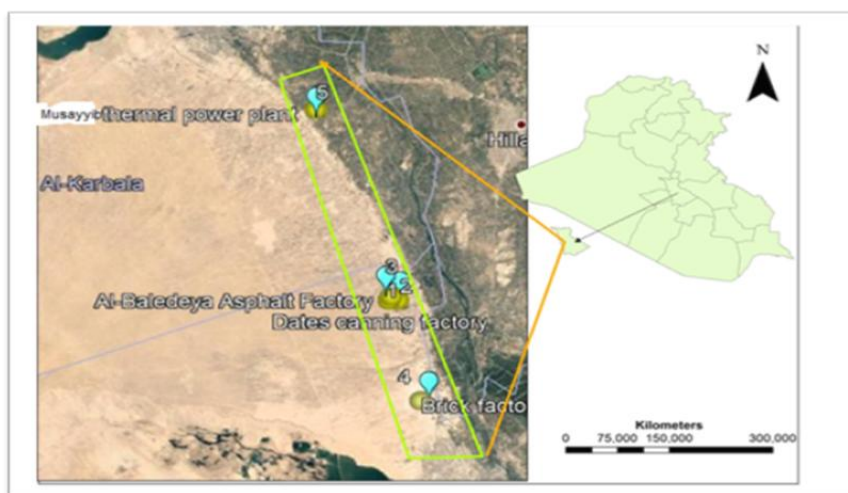 N
5
Musayyib-thermal power plant
Hilla
Al-Karbala
3
1 2
Al-Baledeya Asphalt Factory
Dates canning factory
4
Brick facto
Kilometers
0 75,000 150,000 300,000